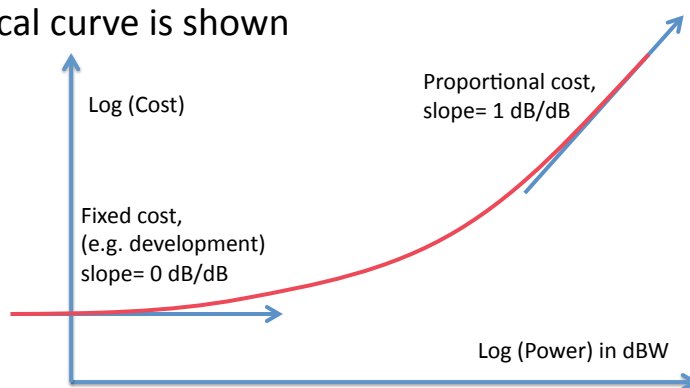 cal curve is shown
Proportional cost,
slope= 1 dB/dB
Log (Cost)
Fixed cost,
(e.g. development)
slope= 0 dB/dB
Log (Power) in dBW